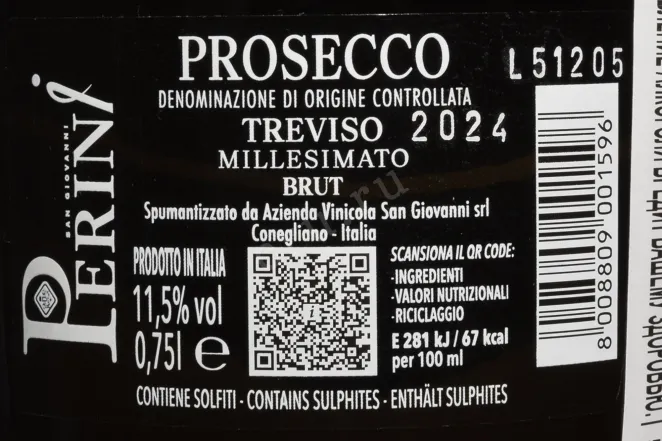 PROSECCO
L 51205
DENOMINAZIONE DI ORIGINE CONTROLLATA
TREVISO 2024
MILLESIMATO
BRUT
Spumantizzato da Azienda Vinicola San Giovanni srl
Conegliano - Italia
PERINI
SAN GIOVANNI
PRODOTTO IN ITALIA
11,5% vol
0,75l e
SCANSIONA IL QR CODE:
-INGREDIENTI
-VALORI NUTRIZIONALI
-RICICLAGGIO
E 281 kJ / 67 kcal
per 100 ml
8 008809 001596
CONTIENE SOLFITI - CONTAINS SULPHITES - ENTHÄLT SULPHITES